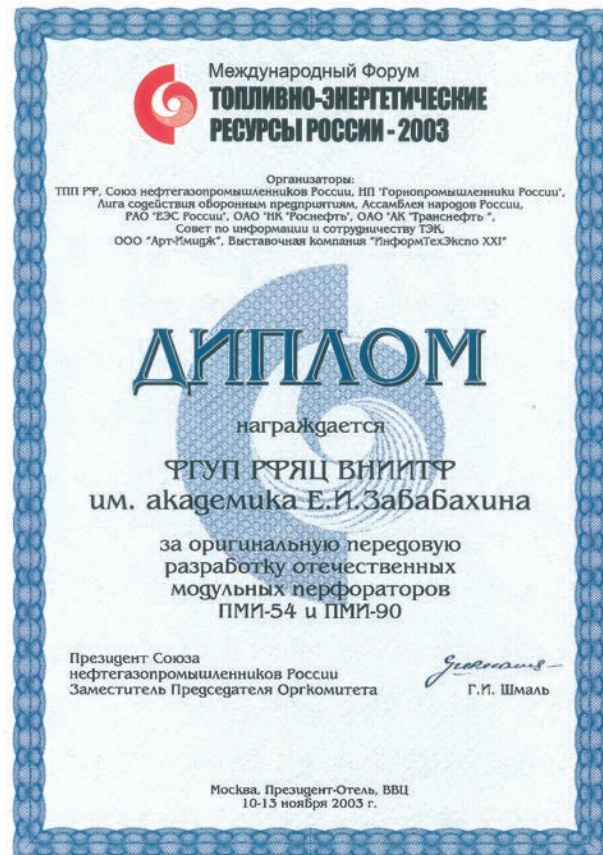 Международный Форум
ТОПЛИВНО-ЭНЕРГЕТИЧЕСКИЕ
РЕСУРСЫ РОССИИ - 2003
Организаторы:
ТПП РФ, Союз нефтегазопромышленников России, НП "Горнопромышленники России",
Лига содействия оборонным предприятиям, Ассамблея народов России,
РАО "ЕЭС России", ОАО "НК "Роснефть", ОАО "АК "Транснефть ",
Совет по информации и сотрудничеству ТЭК,
ООО "Арт-Имидж", Выставочная компания "ИнформТехЭкспо XXI"
ДИПЛОМ
награждается
ФГУП РФЯЦ ВНИИТФ
им. академика Е.И.Забабахина
за оригинальную передовую
разработку отечественных
модульных перфораторов
ПМИ-54 и ПМИ-90
Президент Союза
нефтегазопромышленников России
Заместитель Председателя Оргкомитета
Г.И. Шмаль
Москва, Президент-Отель, ВВЦ
10-13 ноября 2003 г.